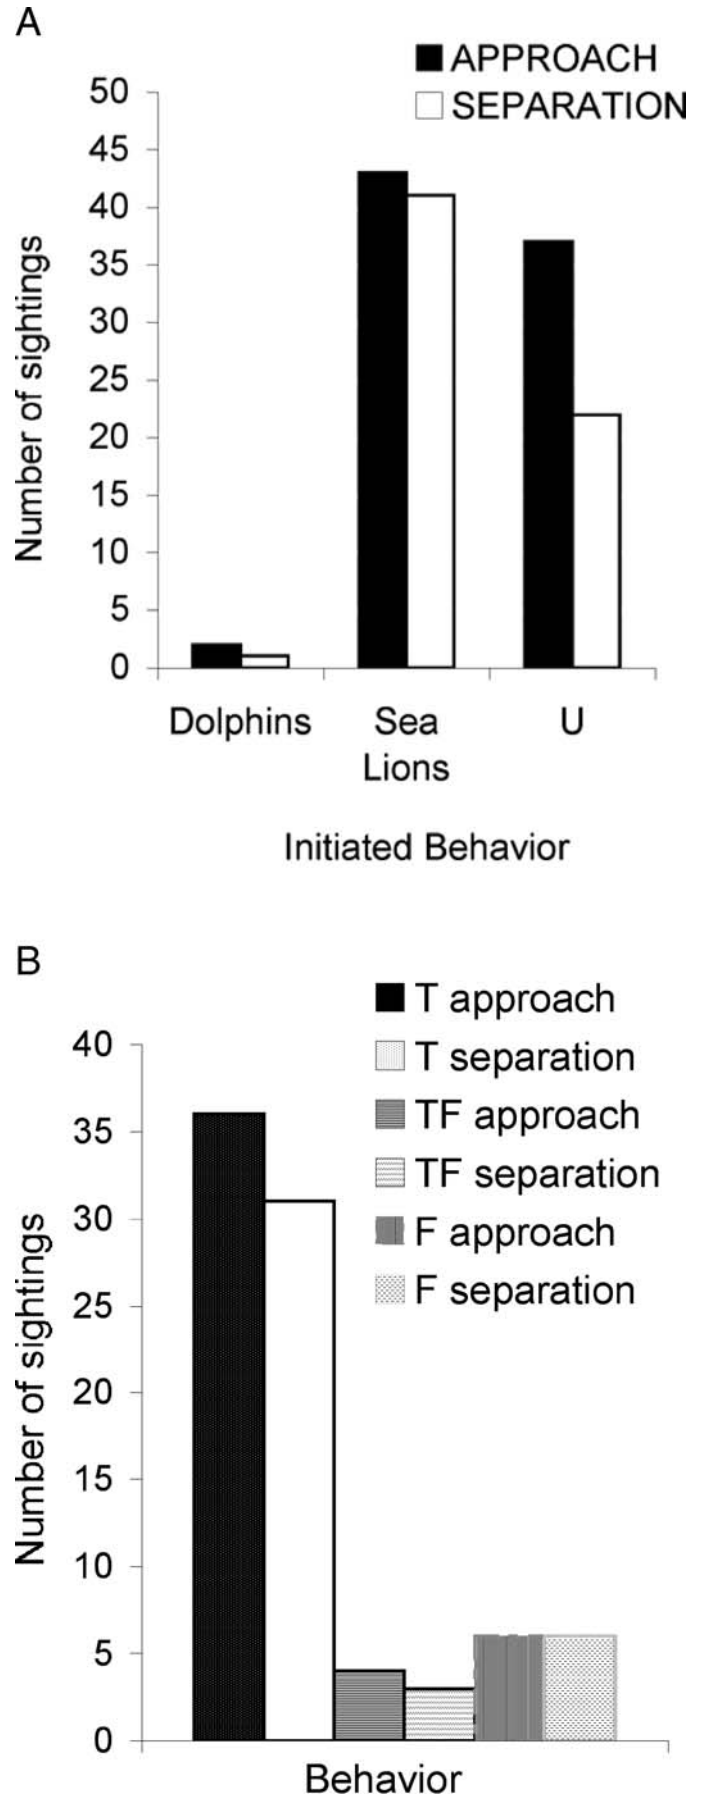 A
APPROACH
SEPARATION
50
45
40
35
30
25
20
15
10
5
0
Number of sightings
Dolphins
Sea
Lions
U
Initiated Behavior
B
T approach
T separation
TF approach
TF separation
F approach
F separation
40
35
30
25
20
15
10
5
0
Number of sightings
Behavior